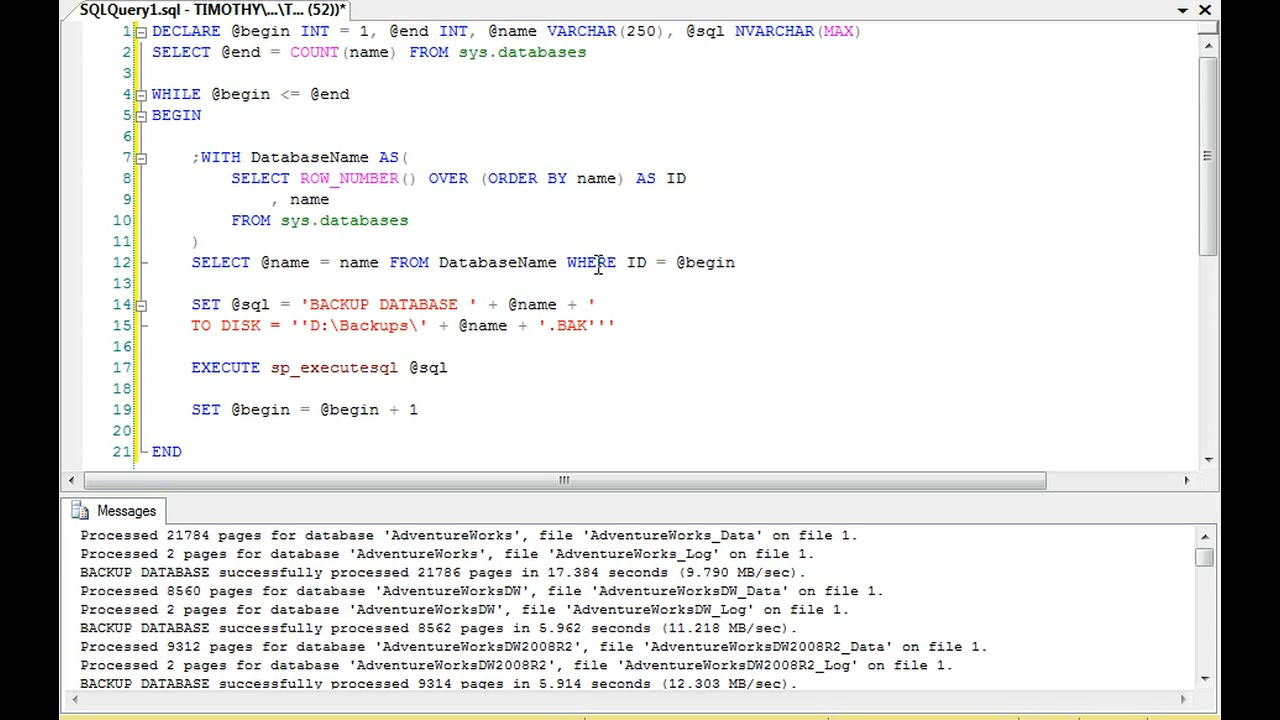 SQLQuery1.sql - TIMOTHY\...\T... (52))*
1 DECLARE @begin INT = 1, @end INT, @name VARCHAR(250), @sql NVARCHAR(MAX)
2 SELECT @end = COUNT(name) FROM sys.databases
3
4 WHILE @begin <= @end
5 BEGIN
6
7 ;WITH DatabaseName AS(
8 SELECT ROW_NUMBER() OVER (ORDER BY name) AS ID
9 , name
10 FROM sys.databases
11 )
12 SELECT @name = name FROM DatabaseName WHERE ID = @begin
13
14 SET @sql = 'BACKUP DATABASE ' + @name + '
15 TO DISK = ''D:\Backups\' + @name + '.BAK'''
16
17 EXECUTE sp_executesql @sql
18
19 SET @begin = @begin + 1
20
21 END
Messages
Processed 21784 pages for database 'AdventureWorks', file 'AdventureWorks_Data' on file 1.
Processed 2 pages for database 'AdventureWorks', file 'AdventureWorks_Log' on file 1.
BACKUP DATABASE successfully processed 21786 pages in 17.384 seconds (9.790 MB/sec).
Processed 8560 pages for database 'AdventureWorksDW', file 'AdventureWorksDW_Data' on file 1.
Processed 2 pages for database 'AdventureWorksDW', file 'AdventureWorksDW_Log' on file 1.
BACKUP DATABASE successfully processed 8562 pages in 5.962 seconds (11.218 MB/sec).
Processed 9312 pages for database 'AdventureWorksDW2008R2', file 'AdventureWorksDW2008R2_Data' on file 1.
Processed 2 pages for database 'AdventureWorksDW2008R2', file 'AdventureWorksDW2008R2_Log' on file 1.
BACKUP DATABASE successfully processed 9314 pages in 5.914 seconds (12.303 MB/sec).